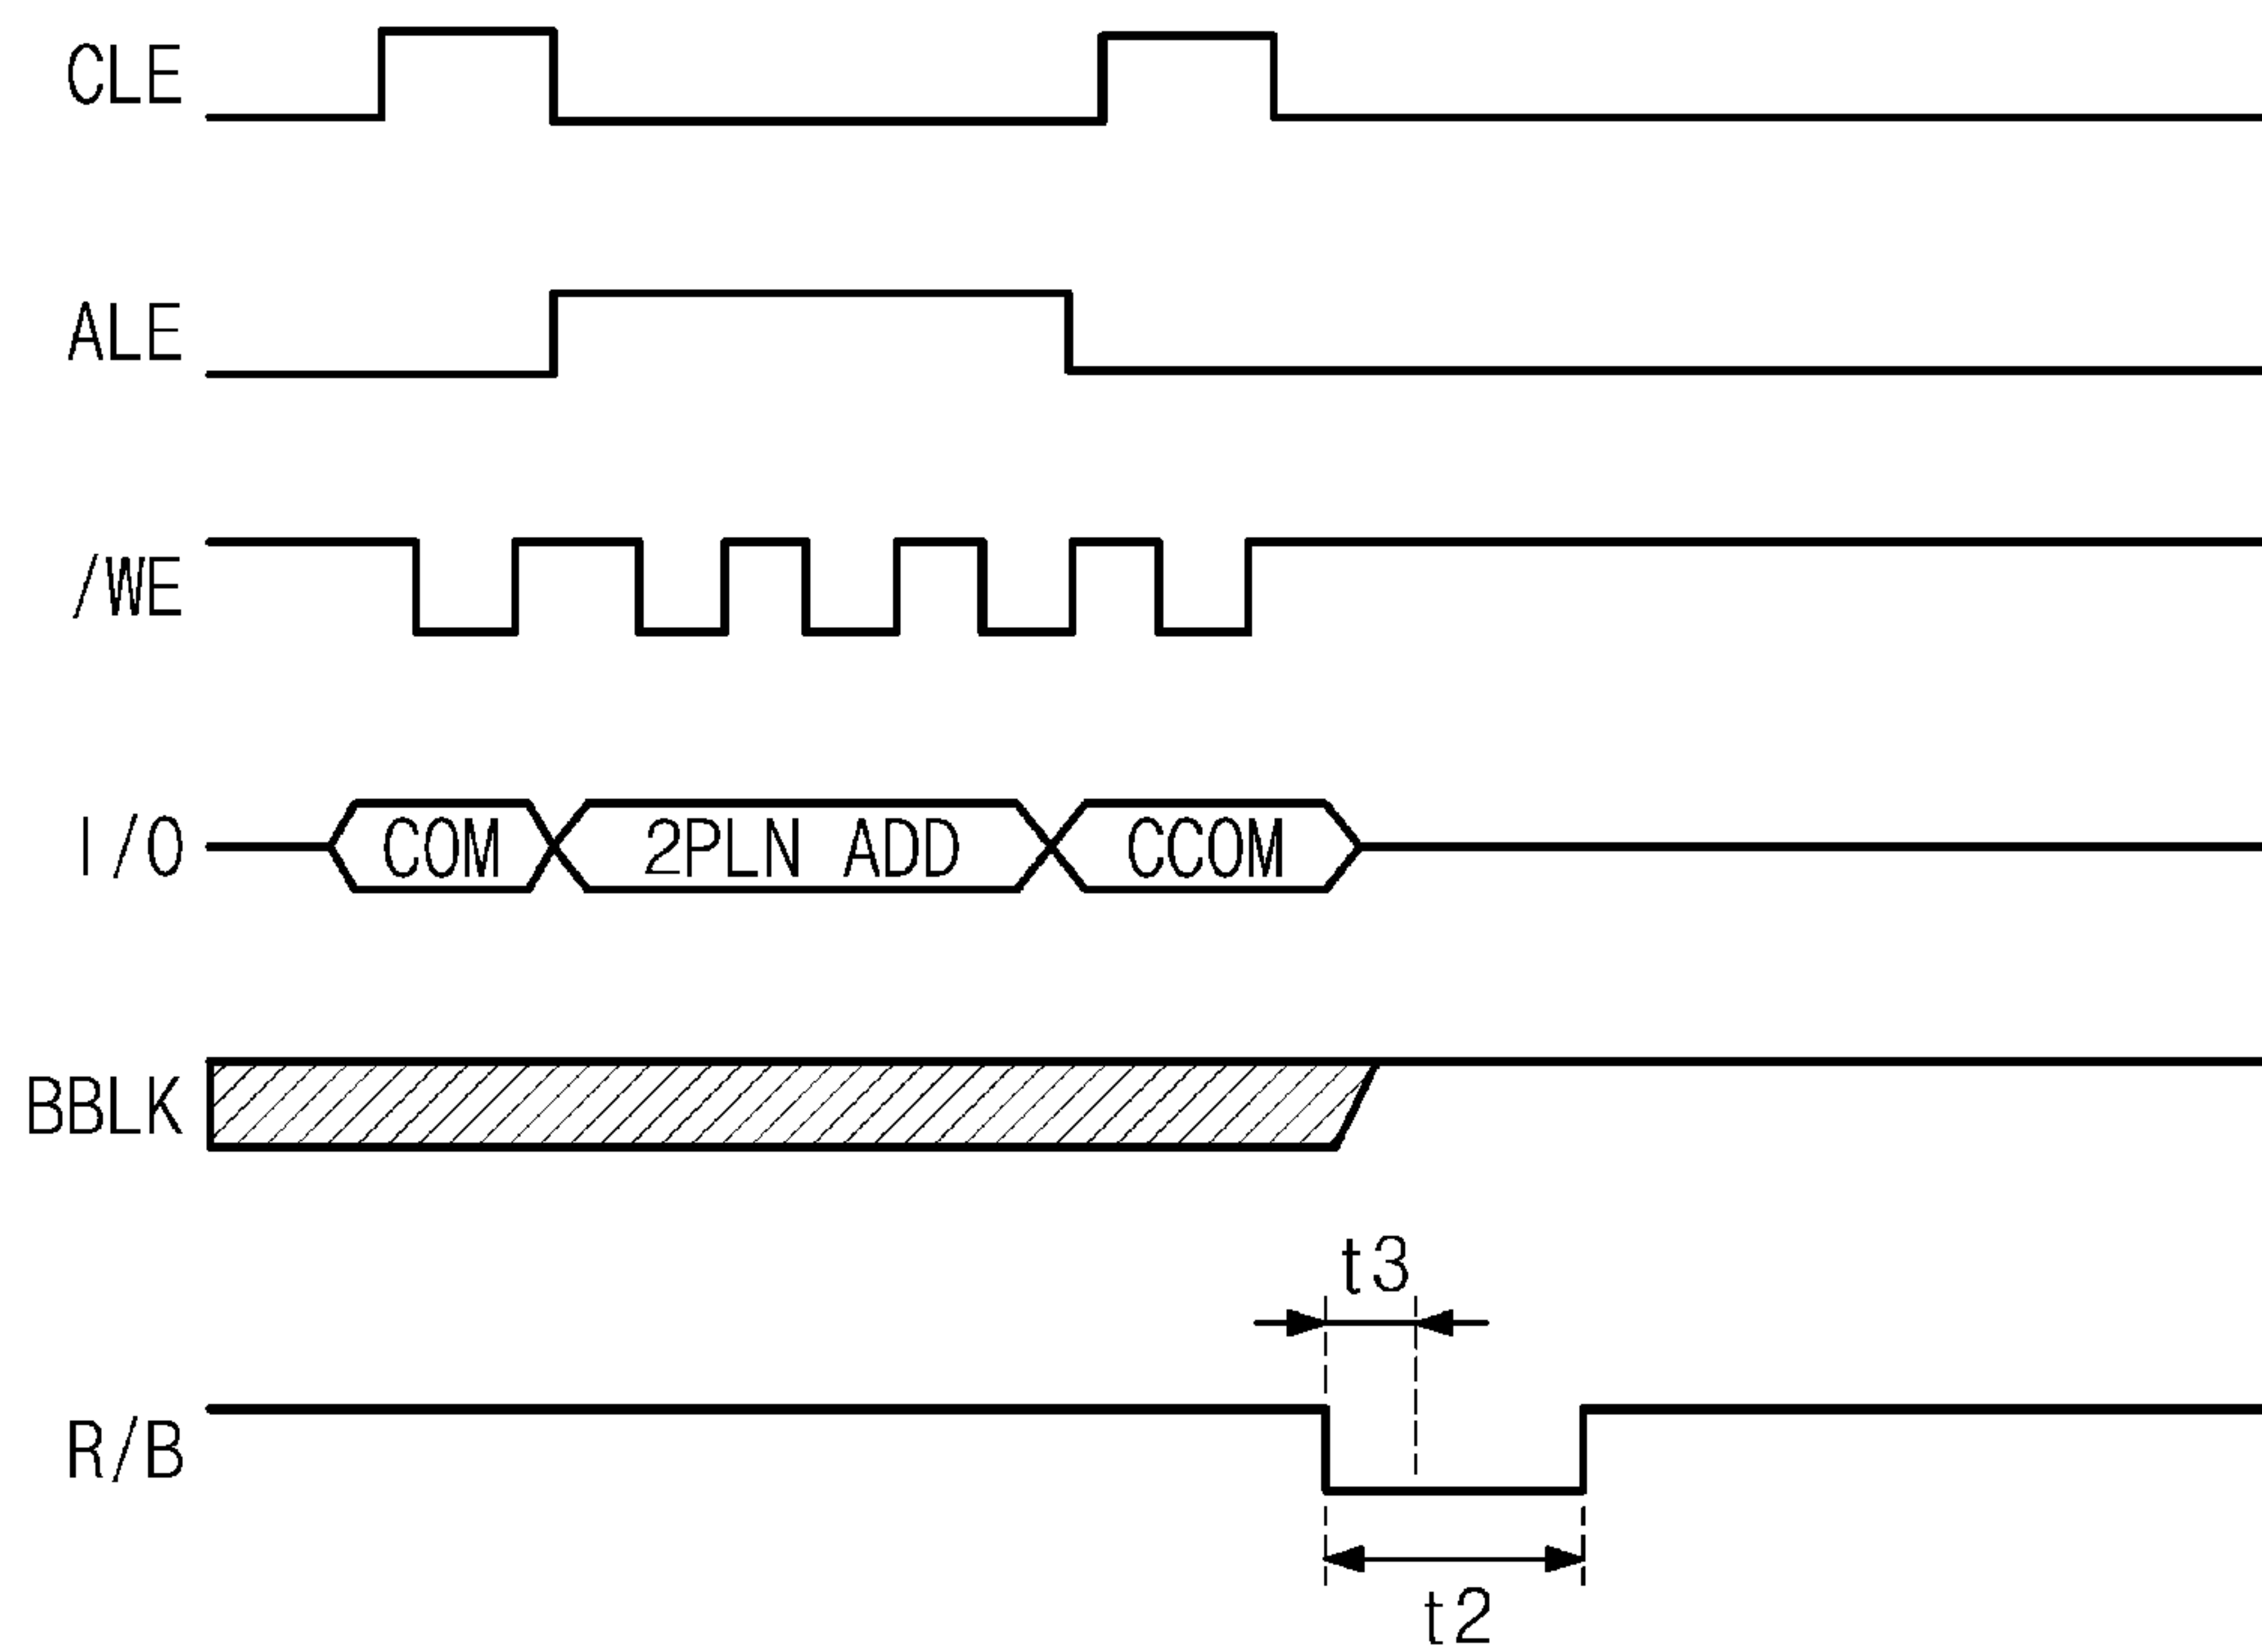 CLE
ALE
/WE
I/O
COM
2PLN ADD
CCOM
BBLK
t3
R/B
t2